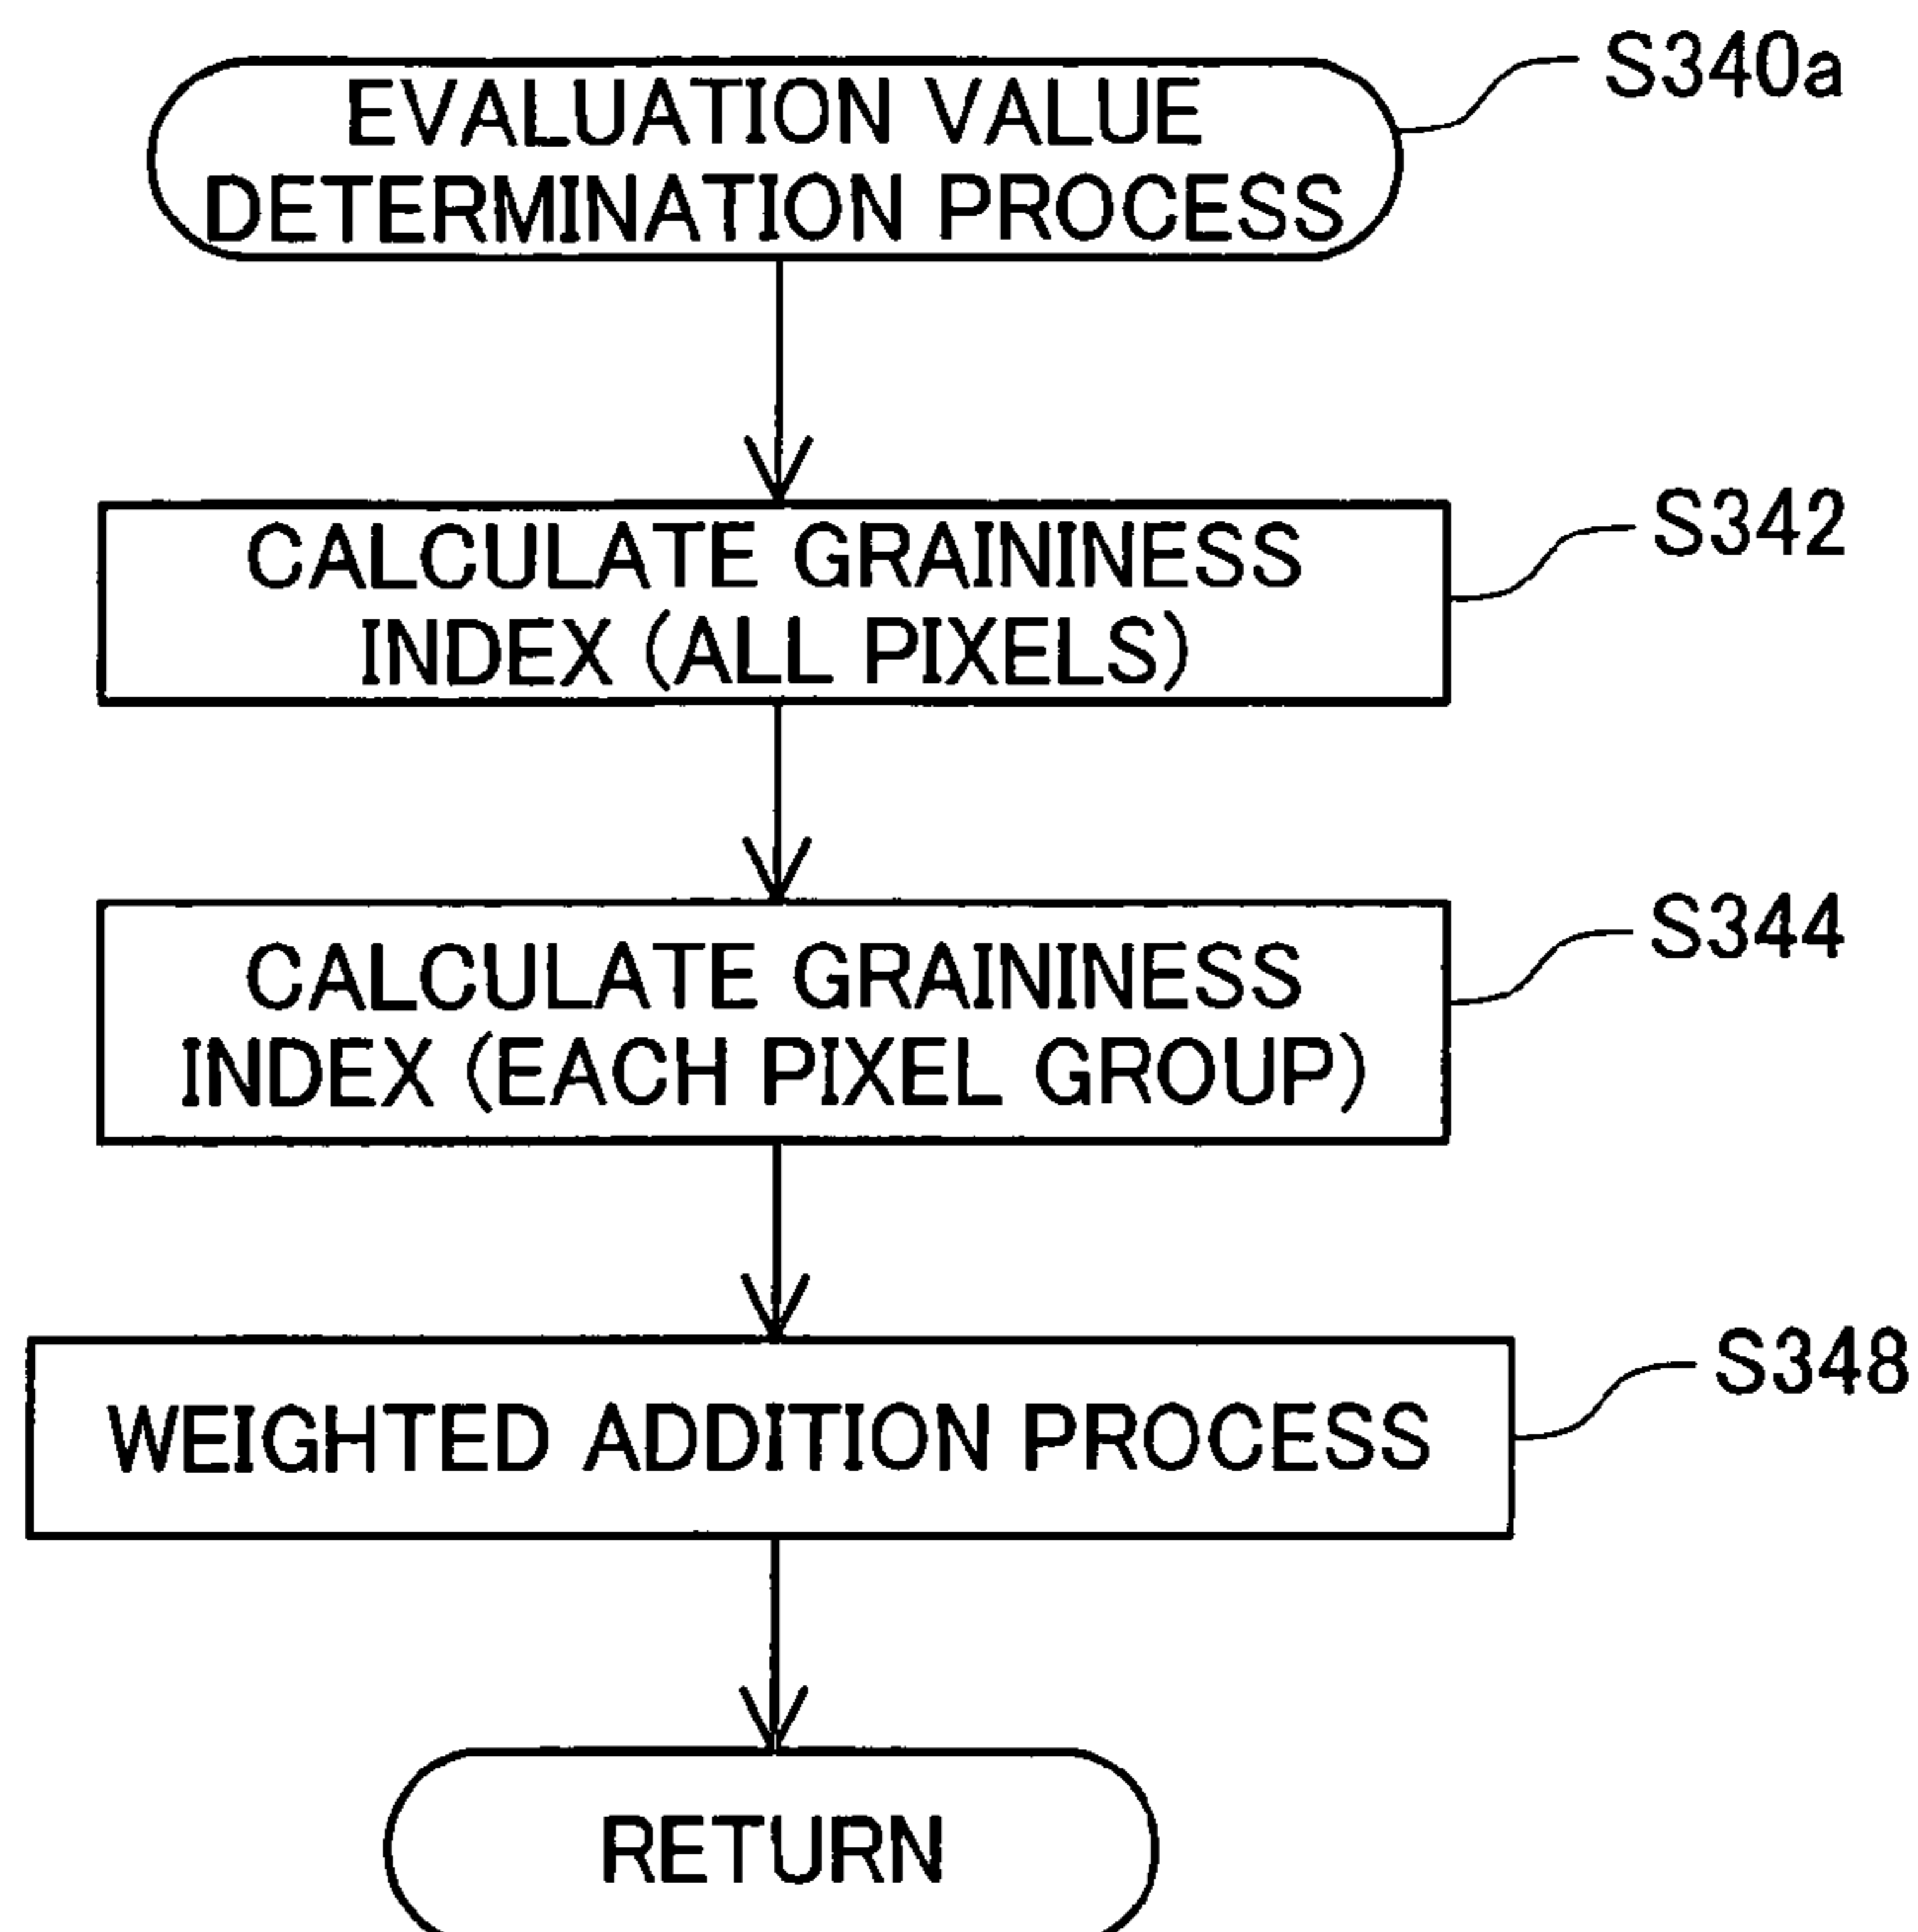 EVALUATION VALUE
DETERMINATION PROCESS
S340a
CALCULATE GRAININESS
INDEX (ALL PIXELS)
S342
CALCULATE GRAININESS
INDEX (EACH PIXEL GROUP)
S344
WEIGHTED ADDITION PROCESS
S348
RETURN